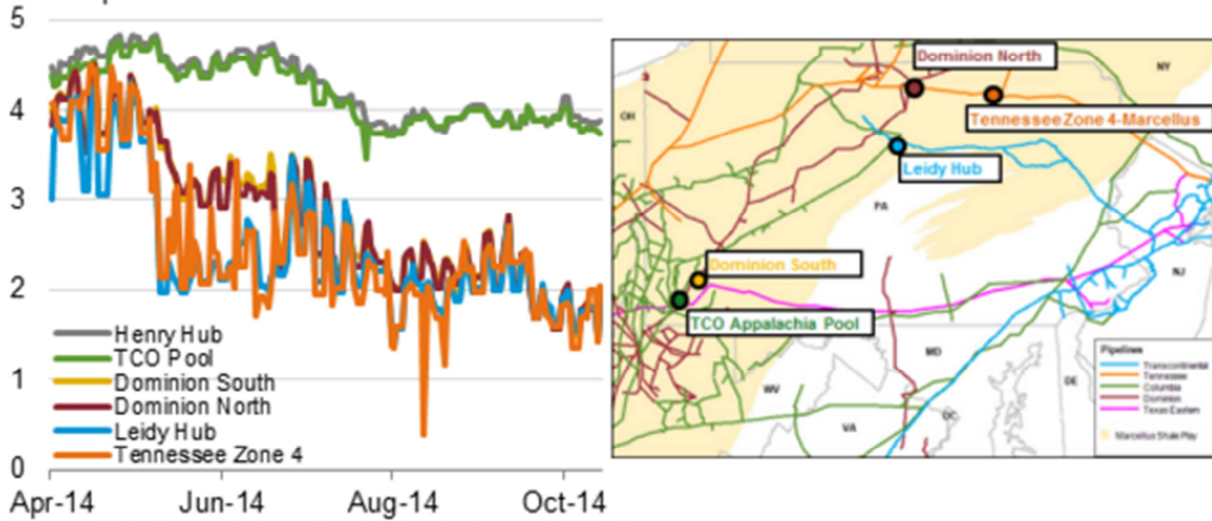 5
4
3
2
1
0
Henry Hub
TCO Pool
Dominion South
Dominion North
Leidy Hub
Tennessee Zone 4
Apr-14
Jun-14
Aug-14
Oct-14
Dominion North
NY
OH
Tennessee Zone 4-Marcellus
Leidy Hub
PA
Dominion South
NJ
TCO Appalachia Pool
MD
DE
WV
VA
DC
Pipelines
Transcontinental
Tennessee
Columbia
Dominion
Texas Eastern
Marcellus Shale Play